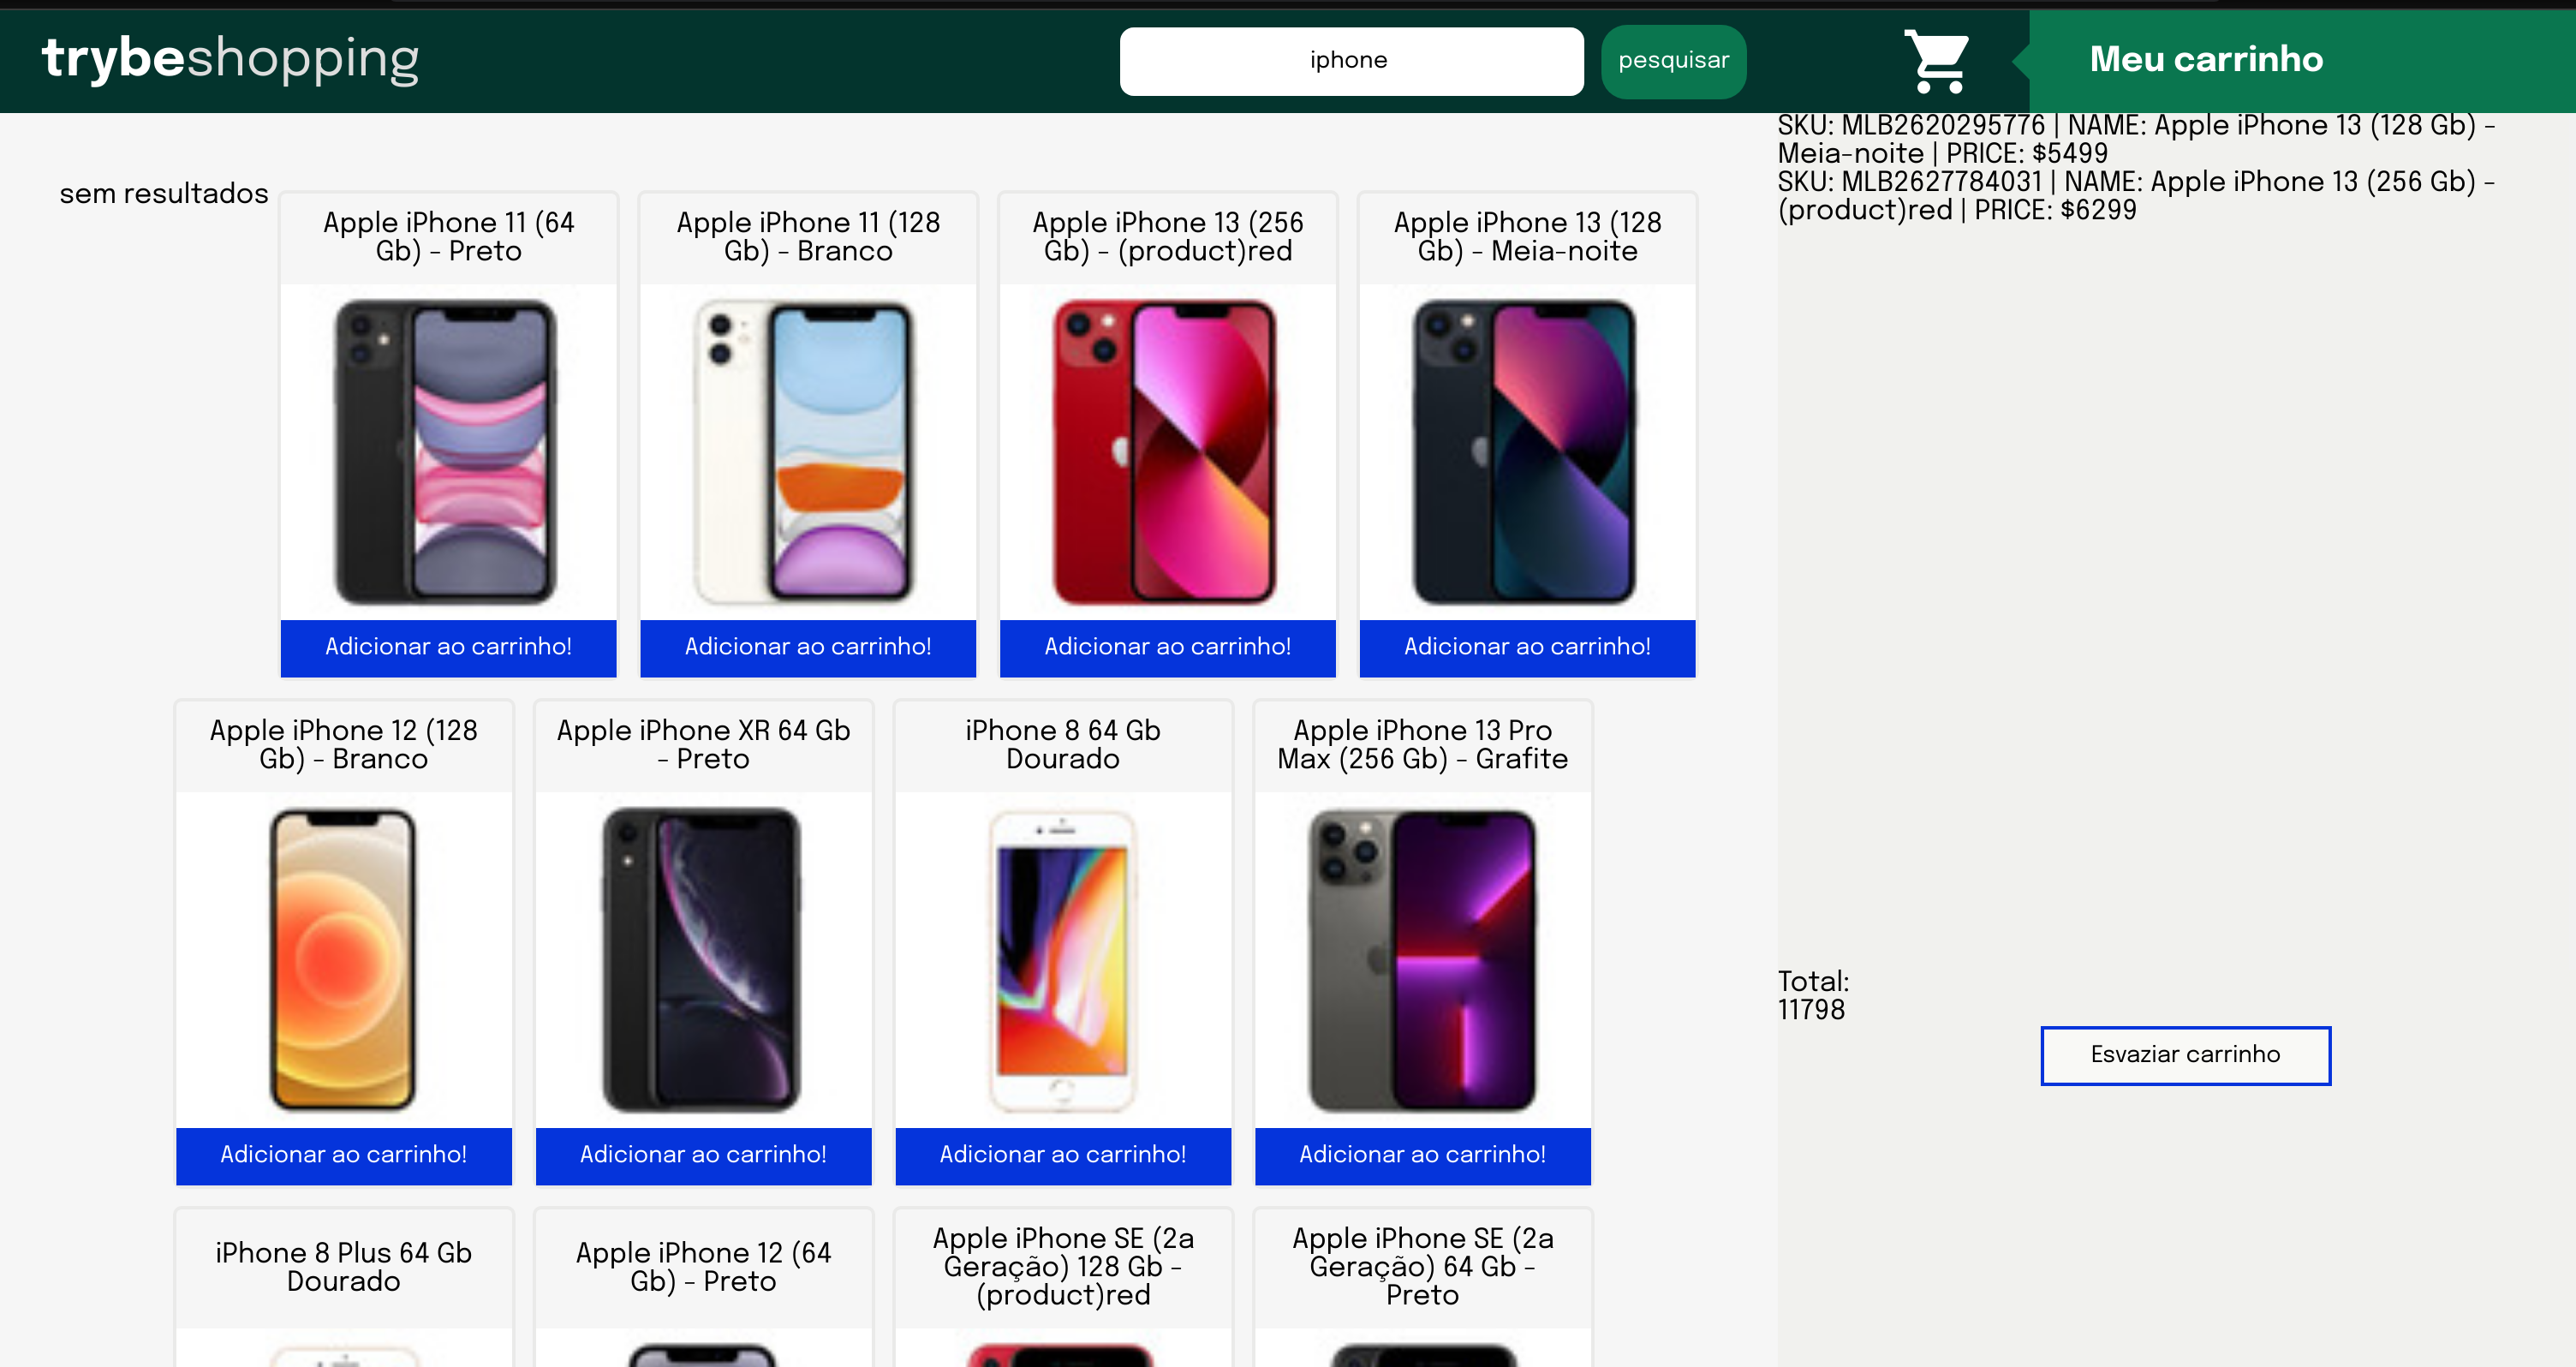 trybeshopping
iphone
pesquisar
Meu carrinho
sem resultados
Apple iPhone 11 (64
Gb) - Preto
Adicionar ao carrinho!
Apple iPhone 11 (128
Gb) - Branco
Adicionar ao carrinho!
Apple iPhone 13 (256
Gb) - (product)red
Adicionar ao carrinho!
Apple iPhone 13 (128
Gb) - Meia-noite
Adicionar ao carrinho!
Apple iPhone 12 (128
Gb) - Branco
Adicionar ao carrinho!
Apple iPhone XR 64 Gb
- Preto
Adicionar ao carrinho!
iPhone 8 64 Gb
Dourado
Adicionar ao carrinho!
Apple iPhone 13 Pro
Max (256 Gb) - Grafite
Adicionar ao carrinho!
iPhone 8 Plus 64 Gb
Dourado
Apple iPhone 12 (64
Gb) - Preto
Apple iPhone SE (2a
Geração) 128 Gb -
(product)red
Apple iPhone SE (2a
Geração) 64 Gb -
Preto
SKU: MLB2620295776 | NAME: Apple iPhone 13 (128 Gb) -
Meia-noite | PRICE: $5499
SKU: MLB2627784031 | NAME: Apple iPhone 13 (256 Gb) -
(product)red | PRICE: $6299
Total:
11798
Esvaziar carrinho